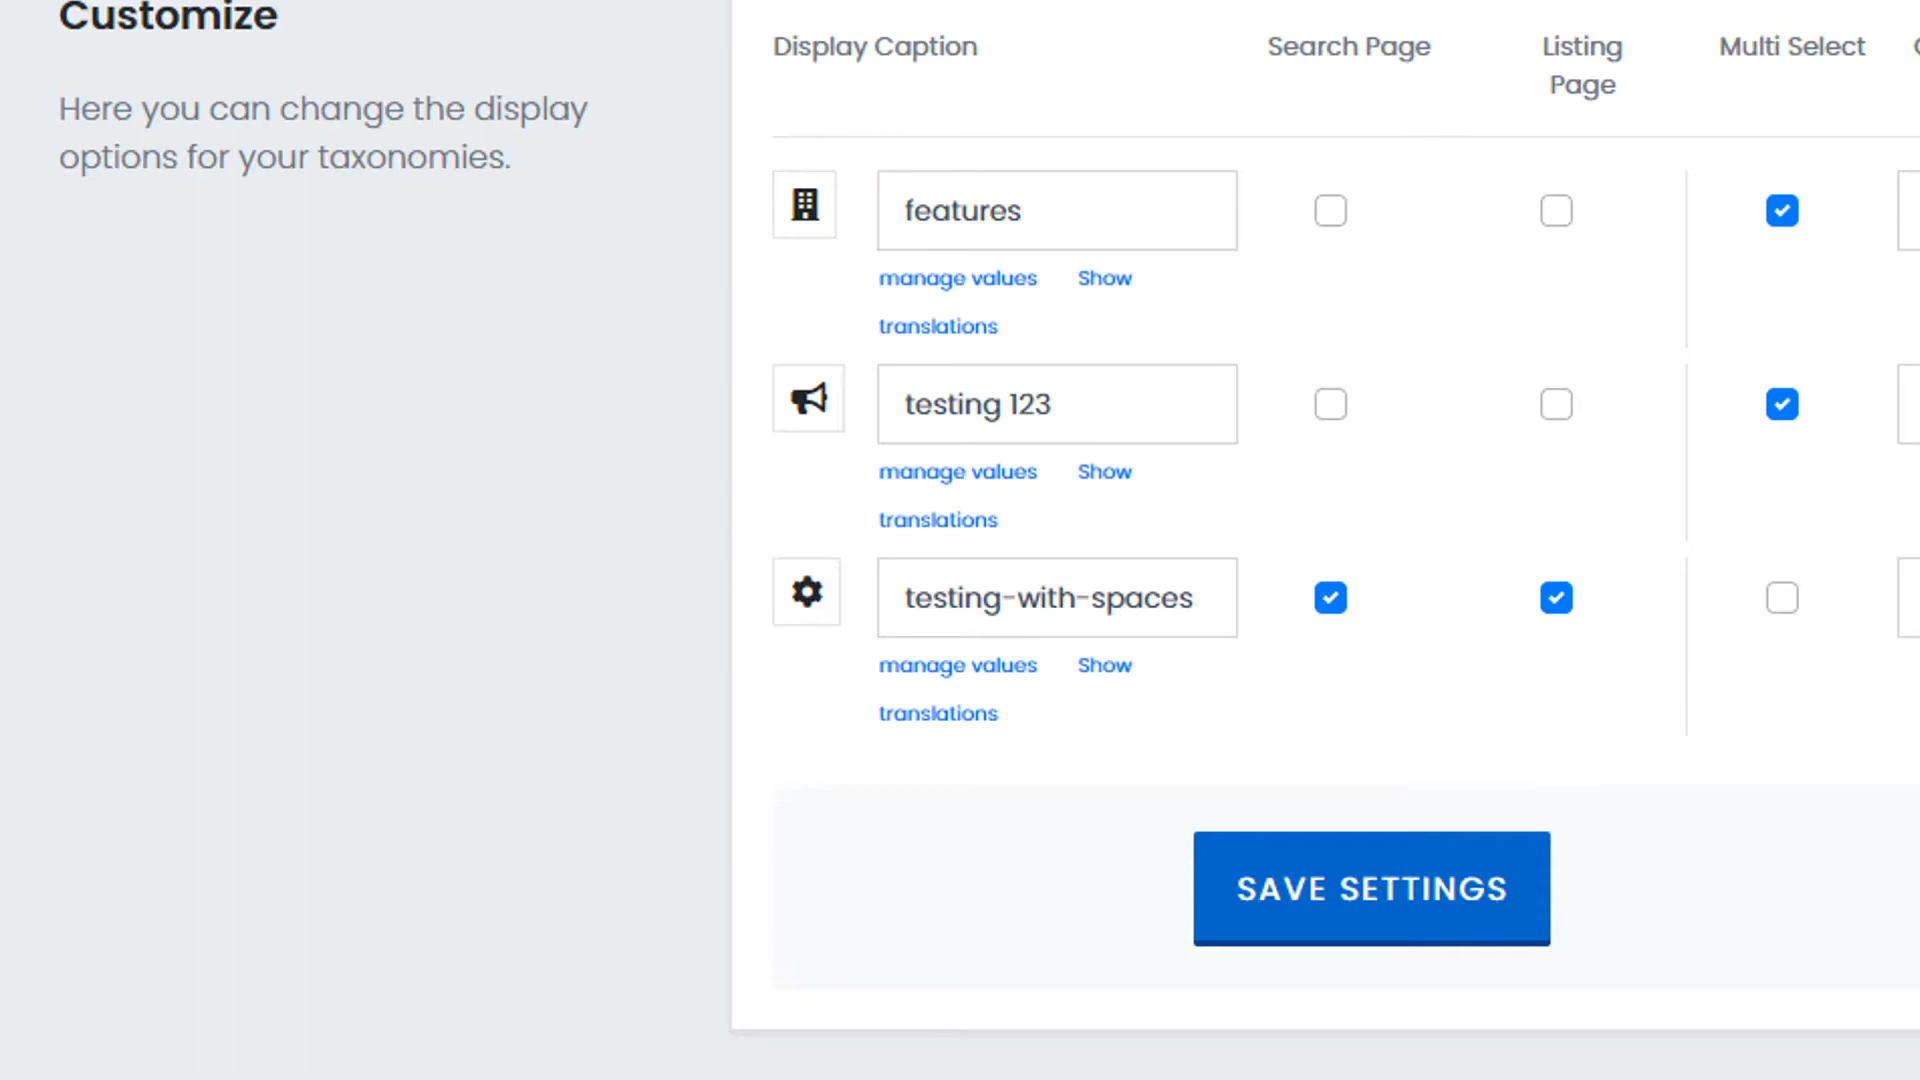 Customize
Here you can change the display
options for your taxonomies.
Display Caption
Search Page
Listing
Page
Multi Select
features
manage values Show
translations
testing 123
manage values Show
translations
testing-with-spaces
manage values Show
translations
SAVE SETTINGS